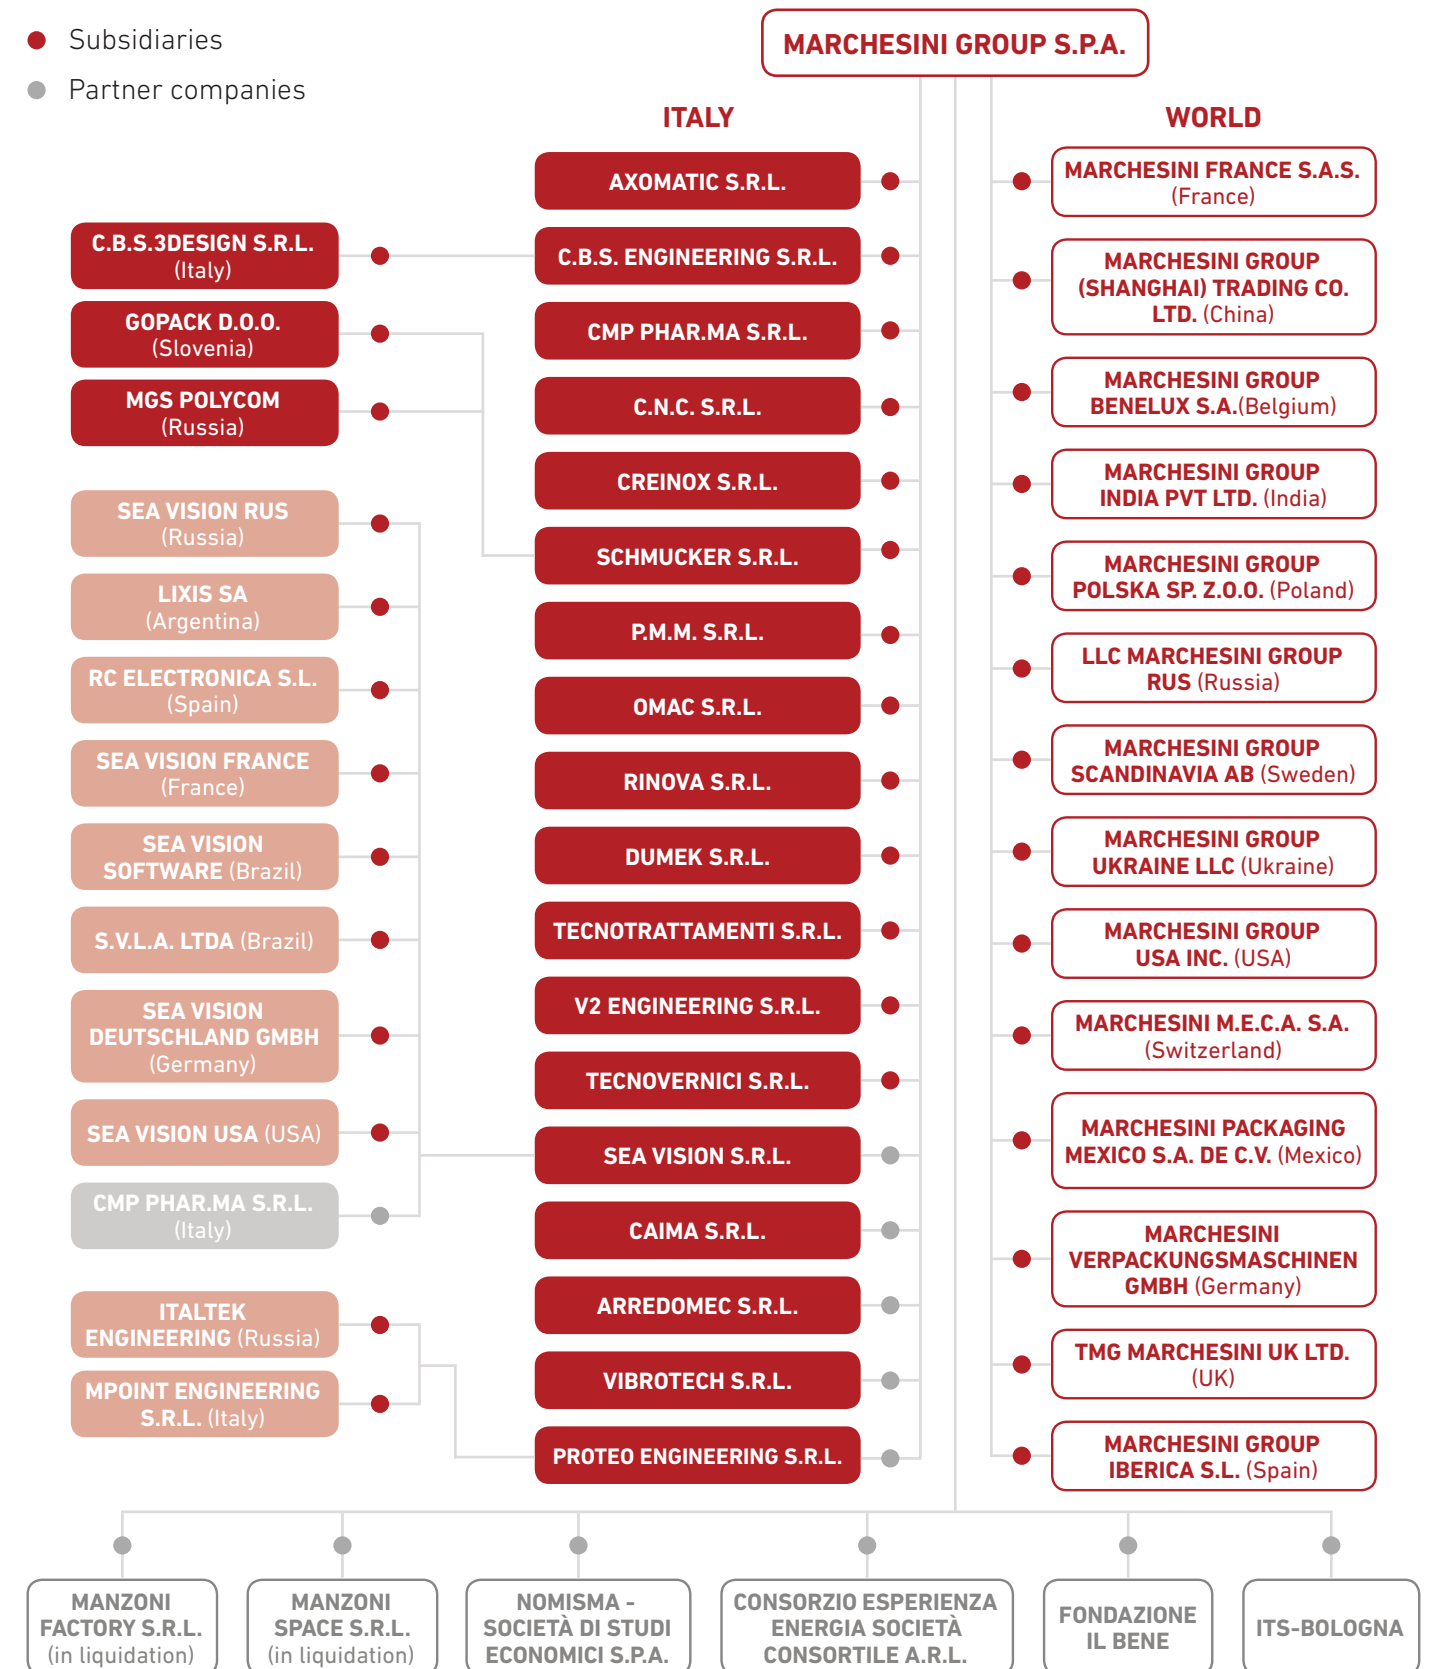 Subsidiaries
Partner companies
MARCHESINI GROUP S.P.A.
ITALY
AXOMATIC S.R.L.
C.B.S. ENGINEERING S.R.L.
CMP PHAR.MA S.R.L.
C.N.C. S.R.L.
CREINOX S.R.L.
SCHMUCKER S.R.L.
P.M.M. S.R.L.
OMAC S.R.L.
RINOVA S.R.L.
DUMEK S.R.L.
TECNOTRATTAMENTI S.R.L.
V2 ENGINEERING S.R.L.
TECNOVERNICI S.R.L.
SEA VISION S.R.L.
CAIMA S.R.L.
ARREDOMEC S.R.L.
VIBROTECH S.R.L.
PROTEO ENGINEERING S.R.L.
C.B.S.3DESIGN S.R.L.
(Italy)
GOPACK D.O.O.
(Slovenia)
MGS POLYCOM
(Russia)
SEA VISION RUS
(Russia)
LIXIS SA
(Argentina)
RC ELECTRONICA S.L.
(Spain)
SEA VISION FRANCE
(France)
SEA VISION
SOFTWARE (Brazil)
S.V.L.A. LTDA (Brazil)
SEA VISION
DEUTSCHLAND GMBH
(Germany)
SEA VISION USA (USA)
CMP PHAR.MA S.R.L.
(Italy)
ITALTEK
ENGINEERING (Russia)
MPOINT ENGINEERING
S.R.L. (Italy)
WORLD
MARCHESINI FRANCE S.A.S.
(France)
MARCHESINI GROUP
(SHANGHAI) TRADING CO.
LTD. (China)
MARCHESINI GROUP
BENELUX S.A.(Belgium)
MARCHESINI GROUP
INDIA PVT LTD. (India)
MARCHESINI GROUP
POLSKA SP. Z.O.O. (Poland)
LLC MARCHESINI GROUP
RUS (Russia)
MARCHESINI GROUP
SCANDINAVIA AB (Sweden)
MARCHESINI GROUP
UKRAINE LLC (Ukraine)
MARCHESINI GROUP
USA INC. (USA)
MARCHESINI M.E.C.A. S.A.
(Switzerland)
MARCHESINI PACKAGING
MEXICO S.A. DE C.V. (Mexico)
MARCHESINI
VERPACKUNGSMASCHINEN
GMBH (Germany)
TMG MARCHESINI UK LTD.
(UK)
MARCHESINI GROUP
IBERICA S.L. (Spain)
MANZONI
FACTORY S.R.L.
(in liquidation)
MANZONI
SPACE S.R.L.
(in liquidation)
NOMISMA -
SOCIETÀ DI STUDI
ECONOMICI S.P.A.
CONSORZIO ESPERIENZA
ENERGIA SOCIETÀ
CONSORTILE A.R.L.
FONDAZIONE
IL BENE
ITS-BOLOGNA